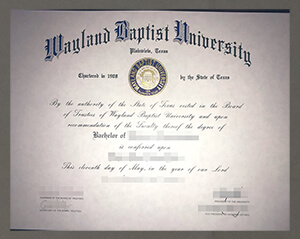 Wayland Baptist University
Plainview, Texas
Chartered in 1908
by the State of Texas
By the authority of the State of Texas vested in the Board
of Trustees of Wayland Baptist University and upon
recommendation of the Faculty thereof the degree of
Bachelor of
is conferred upon
This eleventh day of May, in the year of our Lord